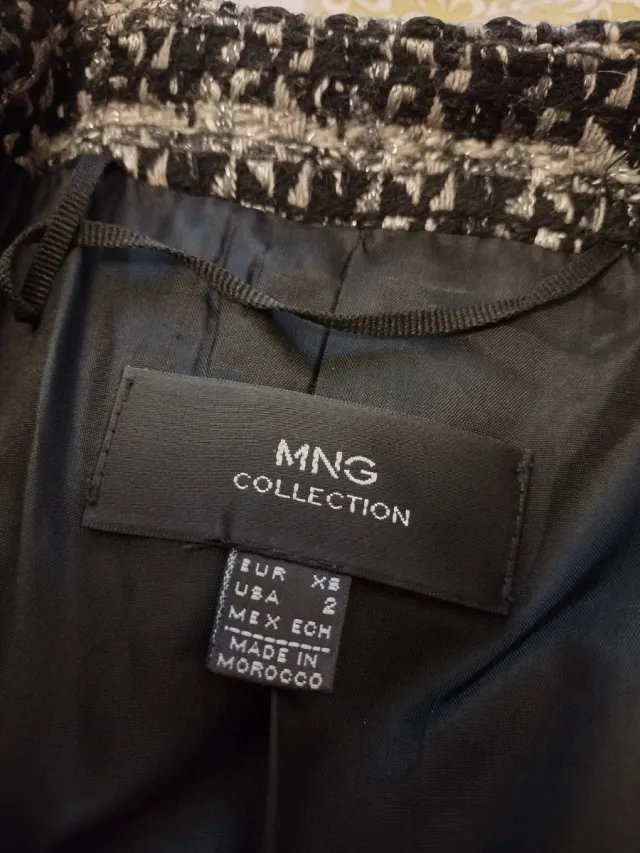 MNG
COLLECTION
EUR XS
USA 2
MEX ECH
MADE IN
MOROCCO